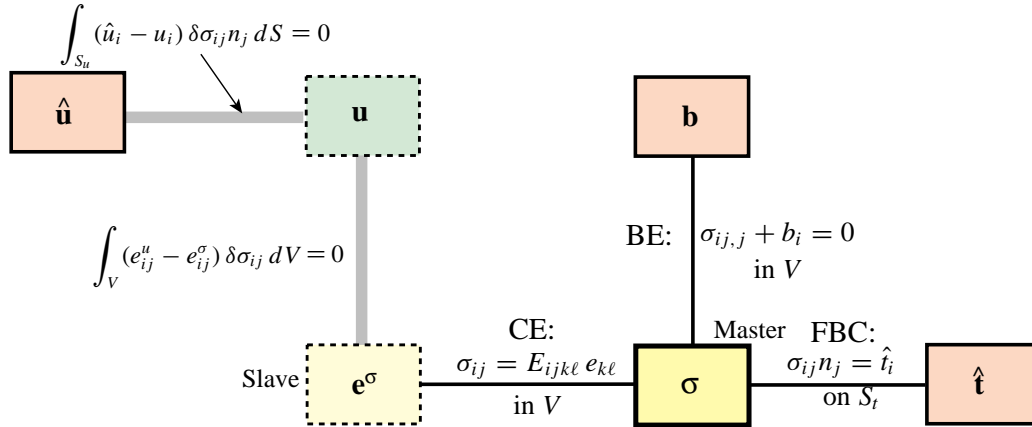 ∫_{S_u} (û_i − u_i) δσ_{ij} n_j dS = 0
û
u
b
∫_V (e^u_{ij} − e^σ_{ij}) δσ_{ij} dV = 0
BE:
σ_{ij,j} + b_i = 0
in V
CE:
Master
FBC:
σ_{ij} = E_{ijkℓ} e_{kℓ}
σ_{ij} n_j = t̂_i
Slave
e^σ
σ
t̂
in V
on S_t